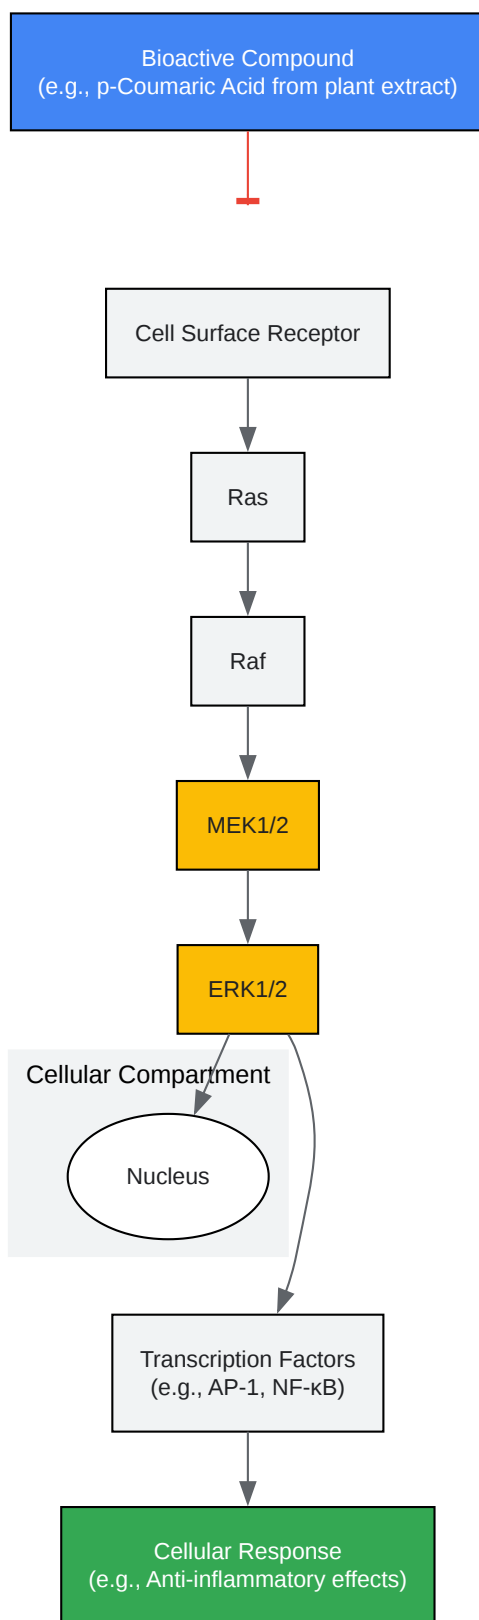 Bioactive Compound
(e.g., p-Coumaric Acid from plant extract)
Cell Surface Receptor
Ras
Raf
MEK1/2
ERK1/2
Cellular Compartment
Nucleus
Transcription Factors
(e.g., AP-1, NF-κB)
Cellular Response
(e.g., Anti-inflammatory effects)